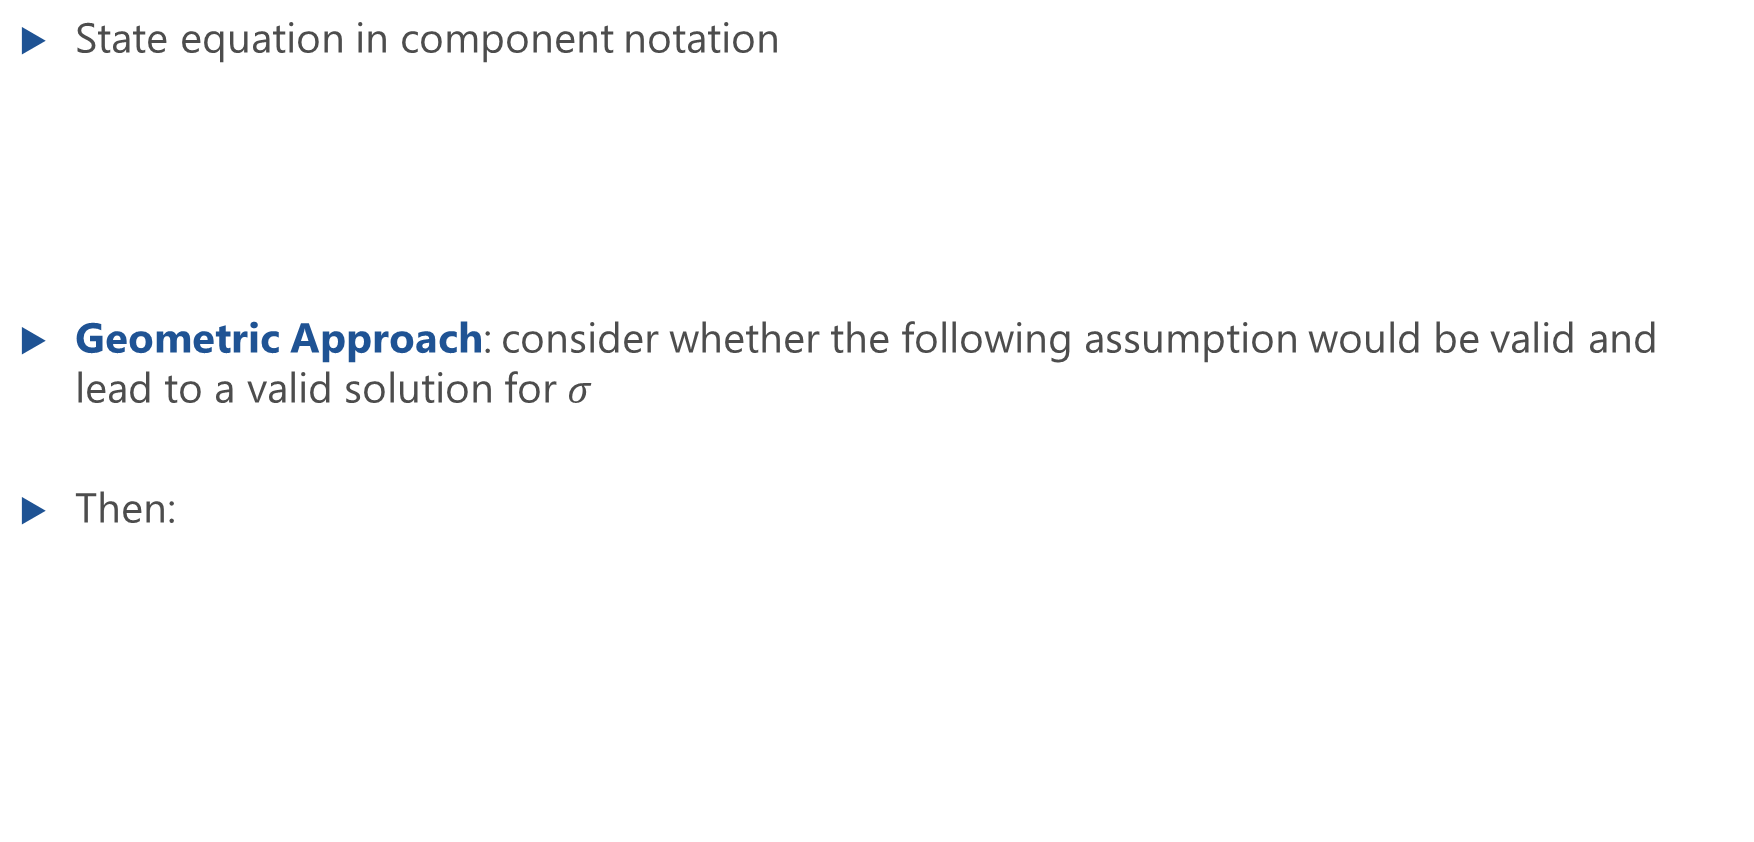 State equation in component notation
Geometric Approach: consider whether the following assumption would be valid and
lead to a valid solution for 𝜎
Then: